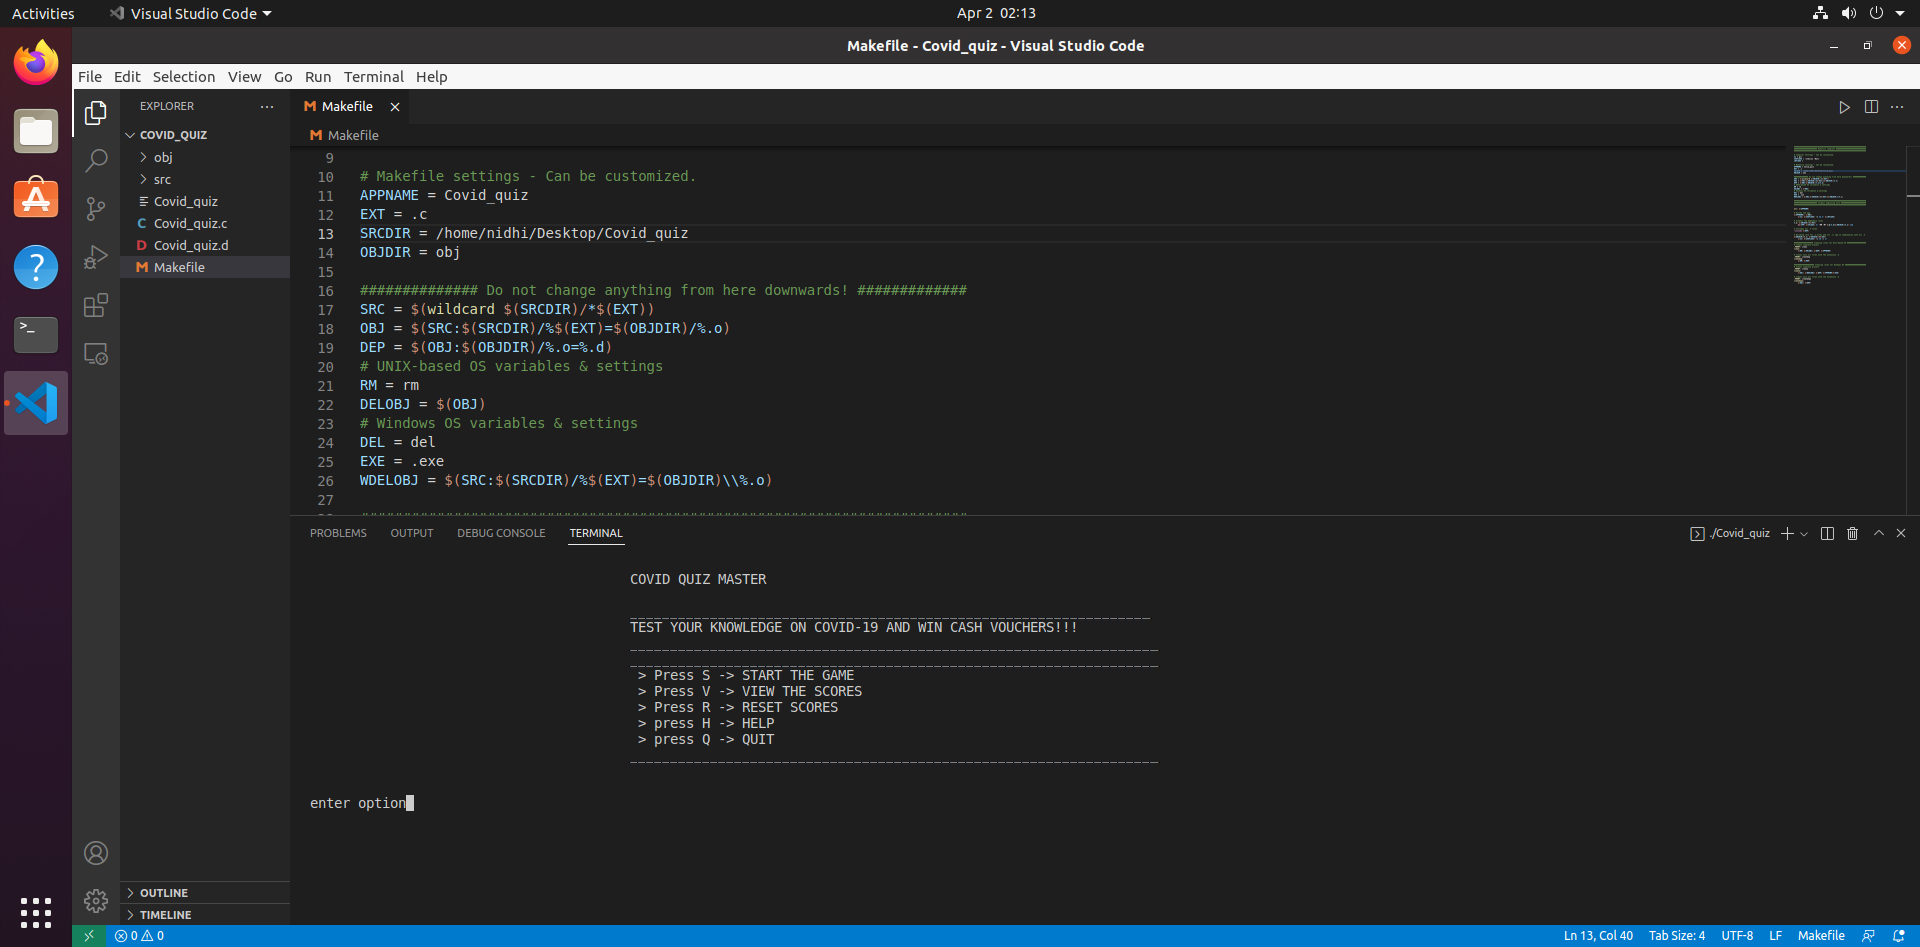 Activities
Visual Studio Code
Apr 2 02:13
Makefile - Covid_quiz - Visual Studio Code
File Edit Selection View Go Run Terminal Help
EXPLORER
COVID_QUIZ
obj
src
Covid_quiz
C Covid_quiz.c
D Covid_quiz.d
M Makefile
M Makefile
M Makefile
9
10 # Makefile settings - Can be customized.
11 APPNAME = Covid_quiz
12 EXT = .c
13 SRCDIR = /home/nidhi/Desktop/Covid_quiz
14 OBJDIR = obj
15
16 ############## Do not change anything from here downwards! #############
17 SRC = $(wildcard $(SRCDIR)/*$(EXT))
18 OBJ = $(SRC:$(SRCDIR)/%$(EXT)=$(OBJDIR)/%.o)
19 DEP = $(OBJ:$(OBJDIR)/%.o=%.d)
20 # UNIX-based OS variables & settings
21 RM = rm
22 DELOBJ = $(OBJ)
23 # Windows OS variables & settings
24 DEL = del
25 EXE = .exe
26 WDELOBJ = $(SRC:$(SRCDIR)/%$(EXT)=$(OBJDIR)\\%.o)
27
PROBLEMS OUTPUT DEBUG CONSOLE TERMINAL
./Covid_quiz
COVID QUIZ MASTER
_________________________________________________________________
TEST YOUR KNOWLEDGE ON COVID-19 AND WIN CASH VOUCHERS!!!
__________________________________________________________________
__________________________________________________________________
> Press S -> START THE GAME
> Press V -> VIEW THE SCORES
> Press R -> RESET SCORES
> press H -> HELP
> press Q -> QUIT
__________________________________________________________________
enter option
OUTLINE
TIMELINE
0 0
Ln 13, Col 40 Tab Size: 4 UTF-8 LF Makefile